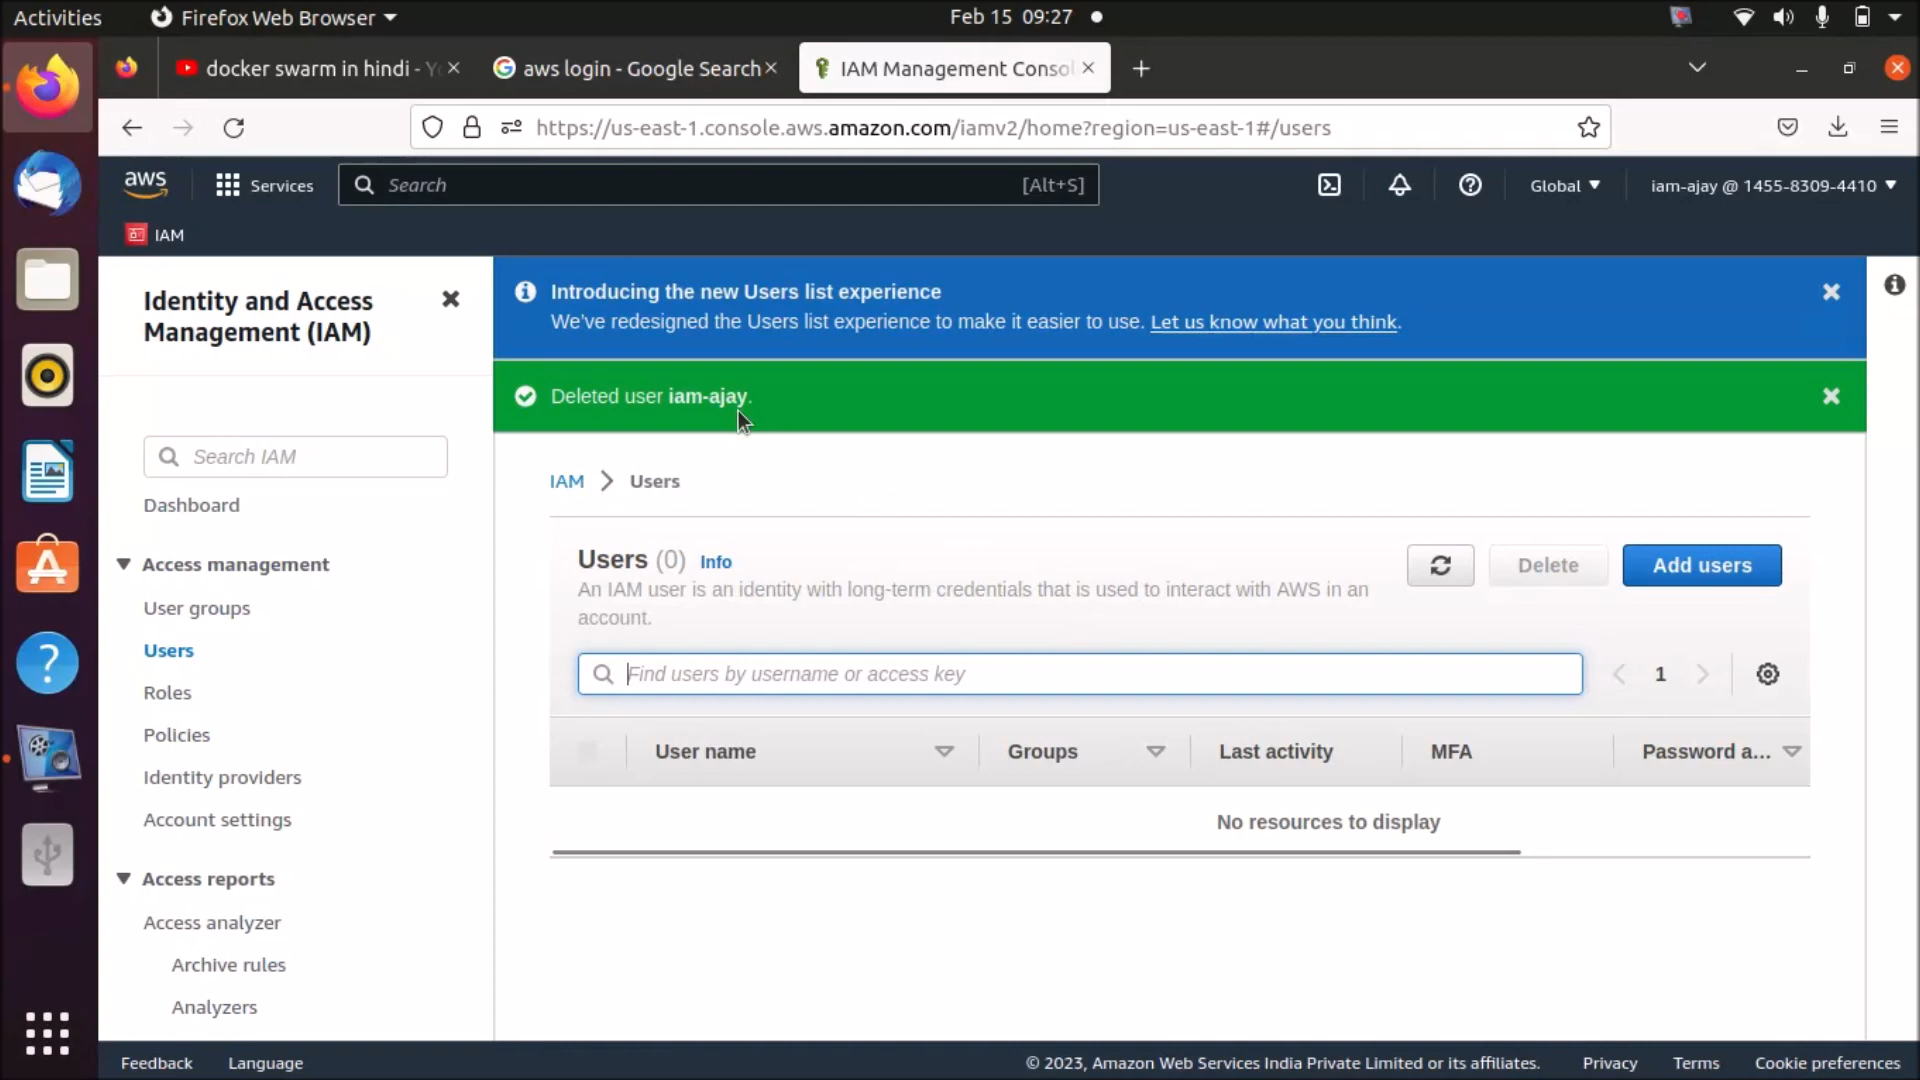 Activities
Firefox Web Browser
Feb 15 09:27
docker swarm in hindi - Yo
aws login - Google Search
IAM Management Consol
https://us-east-1.console.aws.amazon.com/iamv2/home?region=us-east-1#/users
aws
Services
Search
[Alt+S]
Global
iam-ajay @ 1455-8309-4410
IAM
Identity and Access
Management (IAM)
Search IAM
Dashboard
Access management
User groups
Users
Roles
Policies
Identity providers
Account settings
Access reports
Access analyzer
Archive rules
Analyzers
Introducing the new Users list experience
We've redesigned the Users list experience to make it easier to use. Let us know what you think.
Deleted user iam-ajay.
IAM > Users
Users (0) Info
An IAM user is an identity with long-term credentials that is used to interact with AWS in an
account.
Delete
Add users
Find users by username or access key
1
User name
Groups
Last activity
MFA
Password a...
No resources to display
Feedback
Language
© 2023, Amazon Web Services India Private Limited or its affiliates.
Privacy
Terms
Cookie preferences